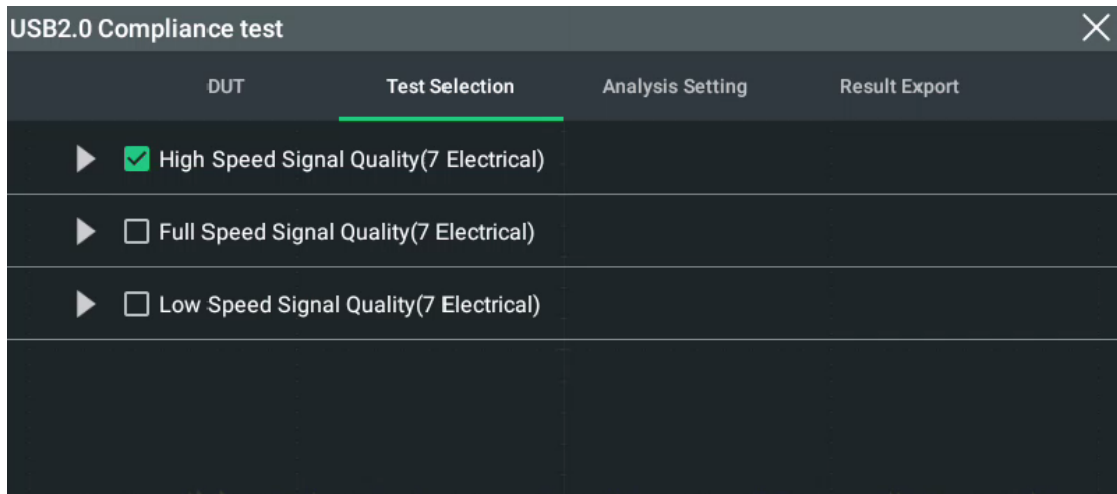 USB2.0 Compliance test
DUT Test Selection Analysis Setting Result Export
High Speed Signal Quality(7 Electrical)
Full Speed Signal Quality(7 Electrical)
Low Speed Signal Quality(7 Electrical)